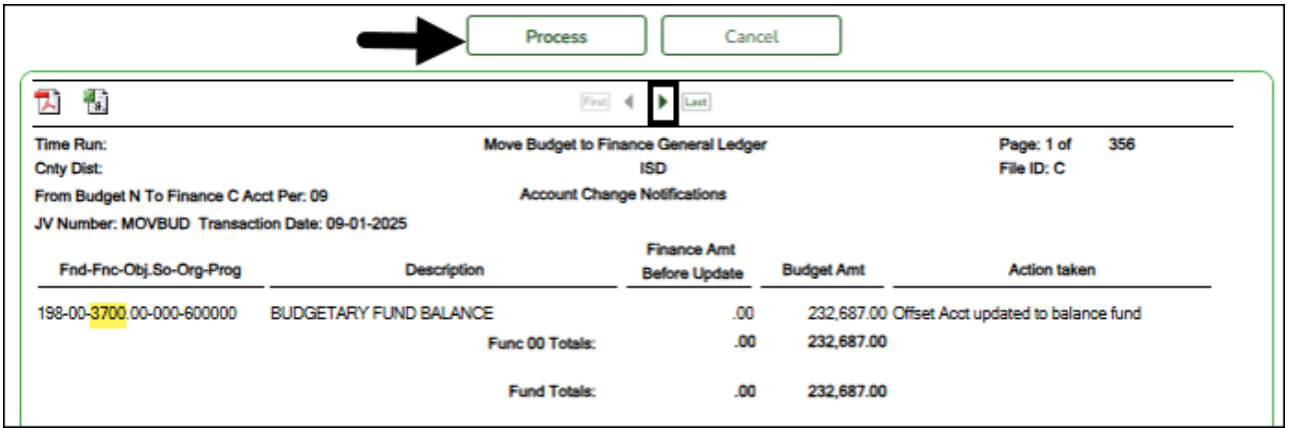 Process Cancel
First Last
Time Run: Move Budget to Finance General Ledger Page: 1 of 356
Cnty Dist: ISD File ID: C
From Budget N To Finance C Acct Per: 09 Account Change Notifications
JV Number: MOVBUD Transaction Date: 09-01-2025
Finance Amt
Fnd-Fnc-Obj.So-Org-Prog Description Before Update Budget Amt Action taken
198-00-3700.00-000-600000 BUDGETARY FUND BALANCE .00 232,687.00 Offset Acct updated to balance fund
Func 00 Totals: .00 232,687.00
Fund Totals: .00 232,687.00